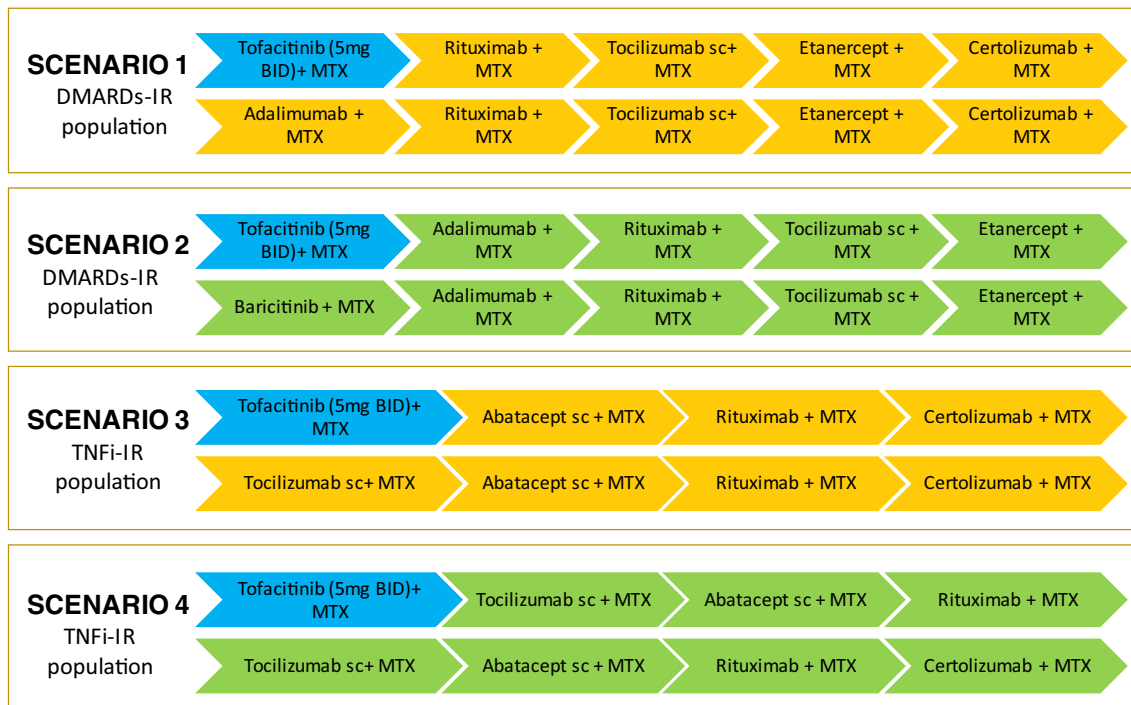 SCENARIO 1
DMARDs-IR
population
Tofacitinib (5mg
BID)+ MTX
Rituximab +
MTX
Tocilizumab sc+
MTX
Etanercept +
MTX
Certolizumab +
MTX
Adalimumab +
MTX
Rituximab +
MTX
Tocilizumab sc+
MTX
Etanercept +
MTX
Certolizumab +
MTX
SCENARIO 2
DMARDs-IR
population
Tofacitinib (5mg
BID)+ MTX
Adalimumab +
MTX
Rituximab +
MTX
Tocilizumab sc +
MTX
Etanercept +
MTX
Baricitinib + MTX
Adalimumab +
MTX
Rituximab +
MTX
Tocilizumab sc +
MTX
Etanercept +
MTX
SCENARIO 3
TNFi-IR
population
Tofacitinib (5mg BID)+
MTX
Abatacept sc + MTX
Rituximab + MTX
Certolizumab + MTX
Tocilizumab sc+ MTX
Abatacept sc + MTX
Rituximab + MTX
Certolizumab + MTX
SCENARIO 4
TNFi-IR
population
Tofacitinib (5mg BID)+
MTX
Tocilizumab sc + MTX
Abatacept sc + MTX
Rituximab + MTX
Tocilizumab sc+ MTX
Abatacept sc + MTX
Rituximab + MTX
Certolizumab + MTX